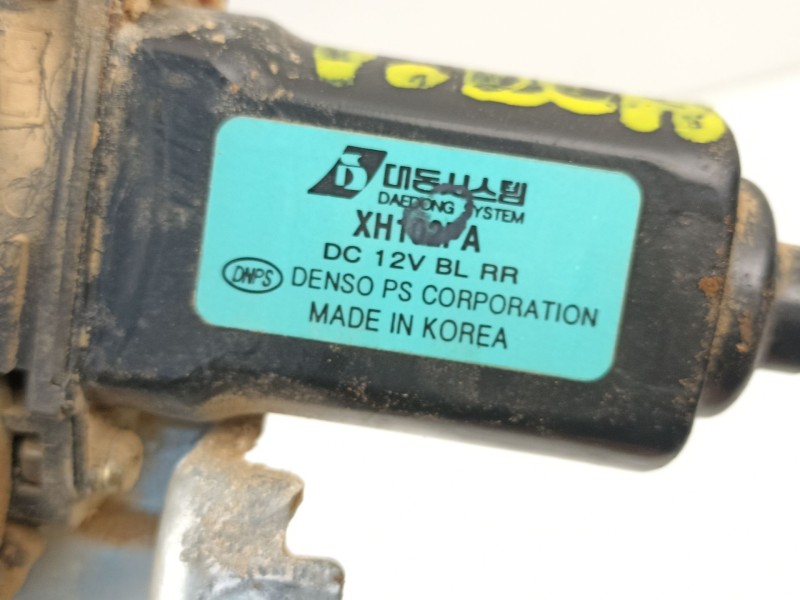 D 대동시스템
DAEDONG SYSTEM
DC 12V BL RR
DNPS DENSO PS CORPORATION
MADE IN KOREA